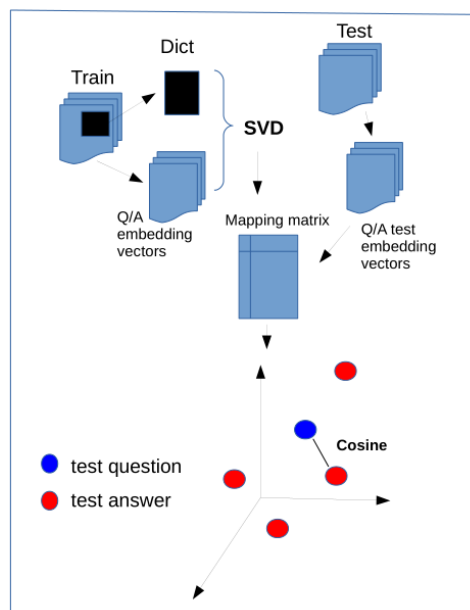 Dict
Test
Train
SVD
Q/A
embedding
vectors
Mapping matrix
Q/A test
embedding
vectors
Cosine
test question
test answer